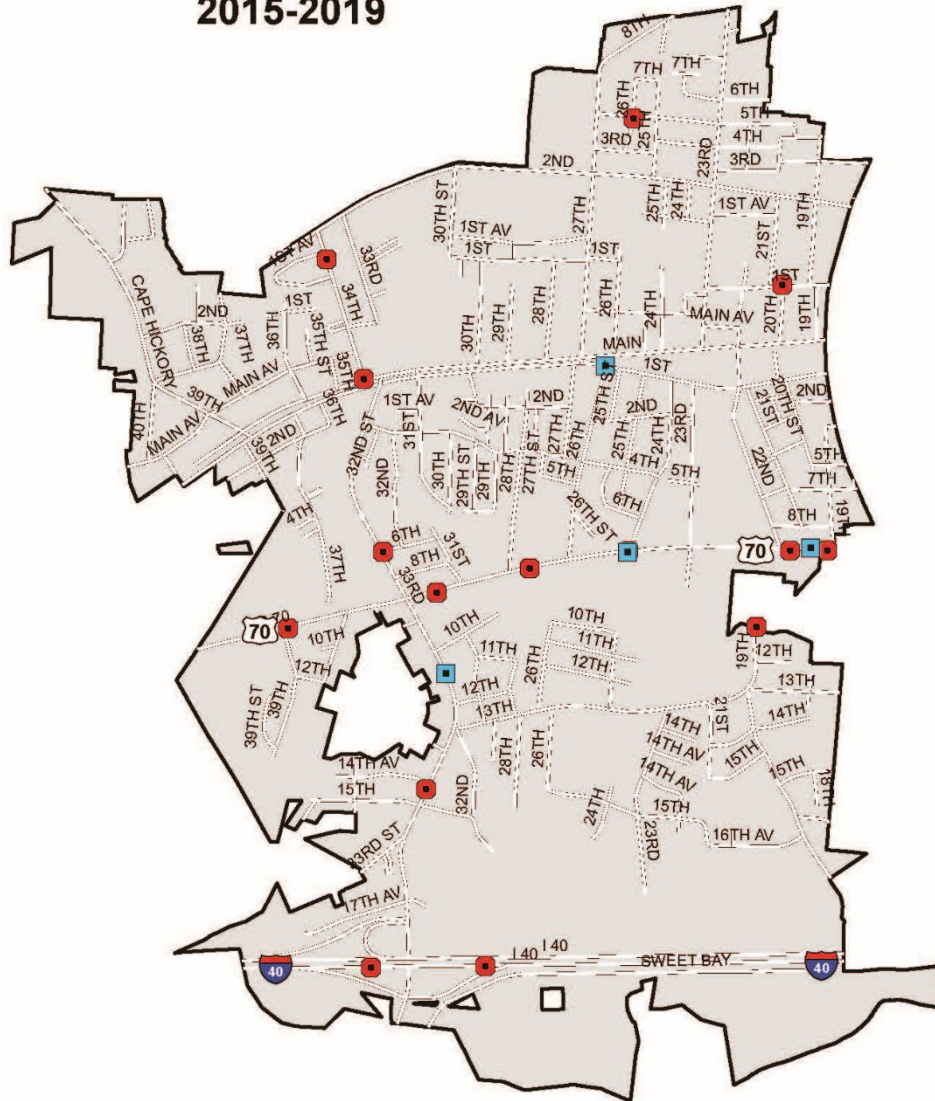 2015-2019
8TH
7TH
7TH
26TH
25TH
6TH
5TH
4TH
3RD
3RD
23RD
2ND
30TH ST
27TH
25TH
24TH
1ST AV
19TH
21ST
1ST AV
1ST
1ST
1ST AV
33RD
34TH
1ST
CAPE HICKORY
2ND
38TH
37TH
36TH
35TH ST
30TH
29TH
28TH
26TH
24TH
MAIN AV
1ST
20TH
19TH
MAIN
1ST
35TH
36TH
MAIN AV
39TH
40TH
MAIN AV
2ND
39TH
1ST AV
31ST
2ND AV
2ND
25TH ST
2ND
23RD
24TH
25TH
26TH
27TH
27TH ST
28TH
29TH
29TH ST
30TH
32ND ST
32ND
21ST
20TH ST
2ND
22ND
5TH
7TH
19TH
8TH
4TH
5TH
5TH
6TH
26TH ST
4TH
37TH
6TH
8TH
31ST
33RD
70
70
70
10TH
12TH
39TH
39TH ST
10TH
11TH
12TH
13TH
26TH
10TH
11TH
12TH
19TH
12TH
13TH
14TH
21ST
14TH
14TH AV
14TH AV
15TH
15TH
18TH
15TH
16TH AV
23RD
24TH
28TH
26TH
32ND
14TH AV
15TH
33RD ST
17TH AV
I 40
I 40
SWEET BAY
40
40